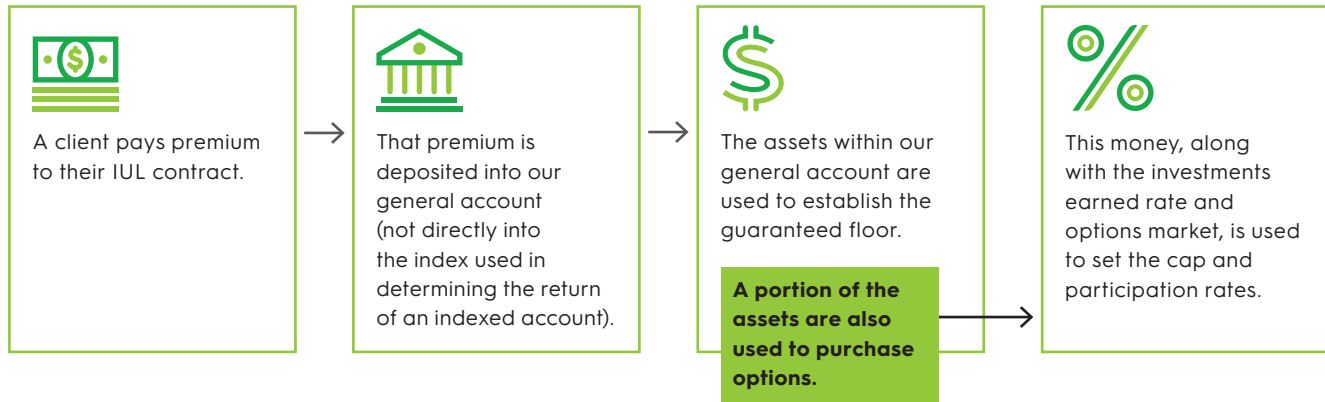 $
A client pays premium
to their IUL contract.
That premium is
deposited into our
general account
(not directly into
the index used in
determining the return
of an indexed account).
$
The assets within our
general account are
used to establish the
guaranteed floor.
A portion of the
assets are also
used to purchase
options.
%
This money, along
with the investments
earned rate and
options market, is used
to set the cap and
participation rates.